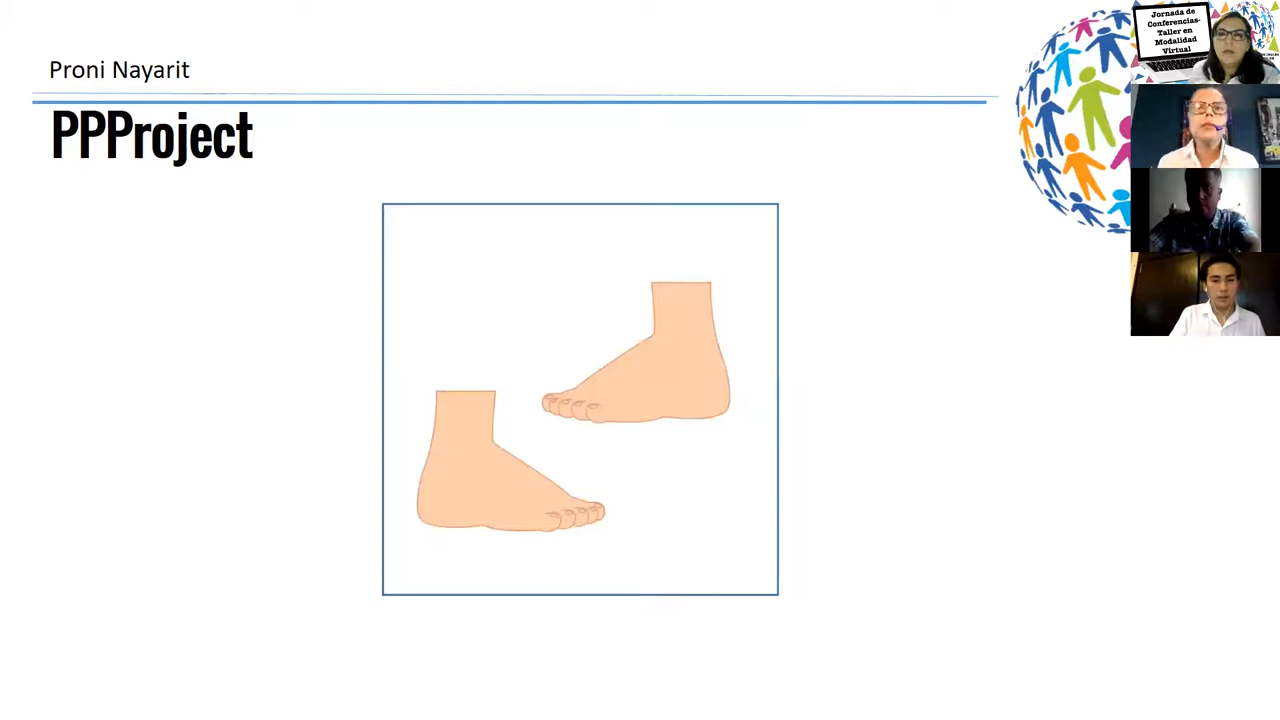 Proni Nayarit
PPProject
Jornada de
Conferencias-
Taller en
Modalidad
Virtual